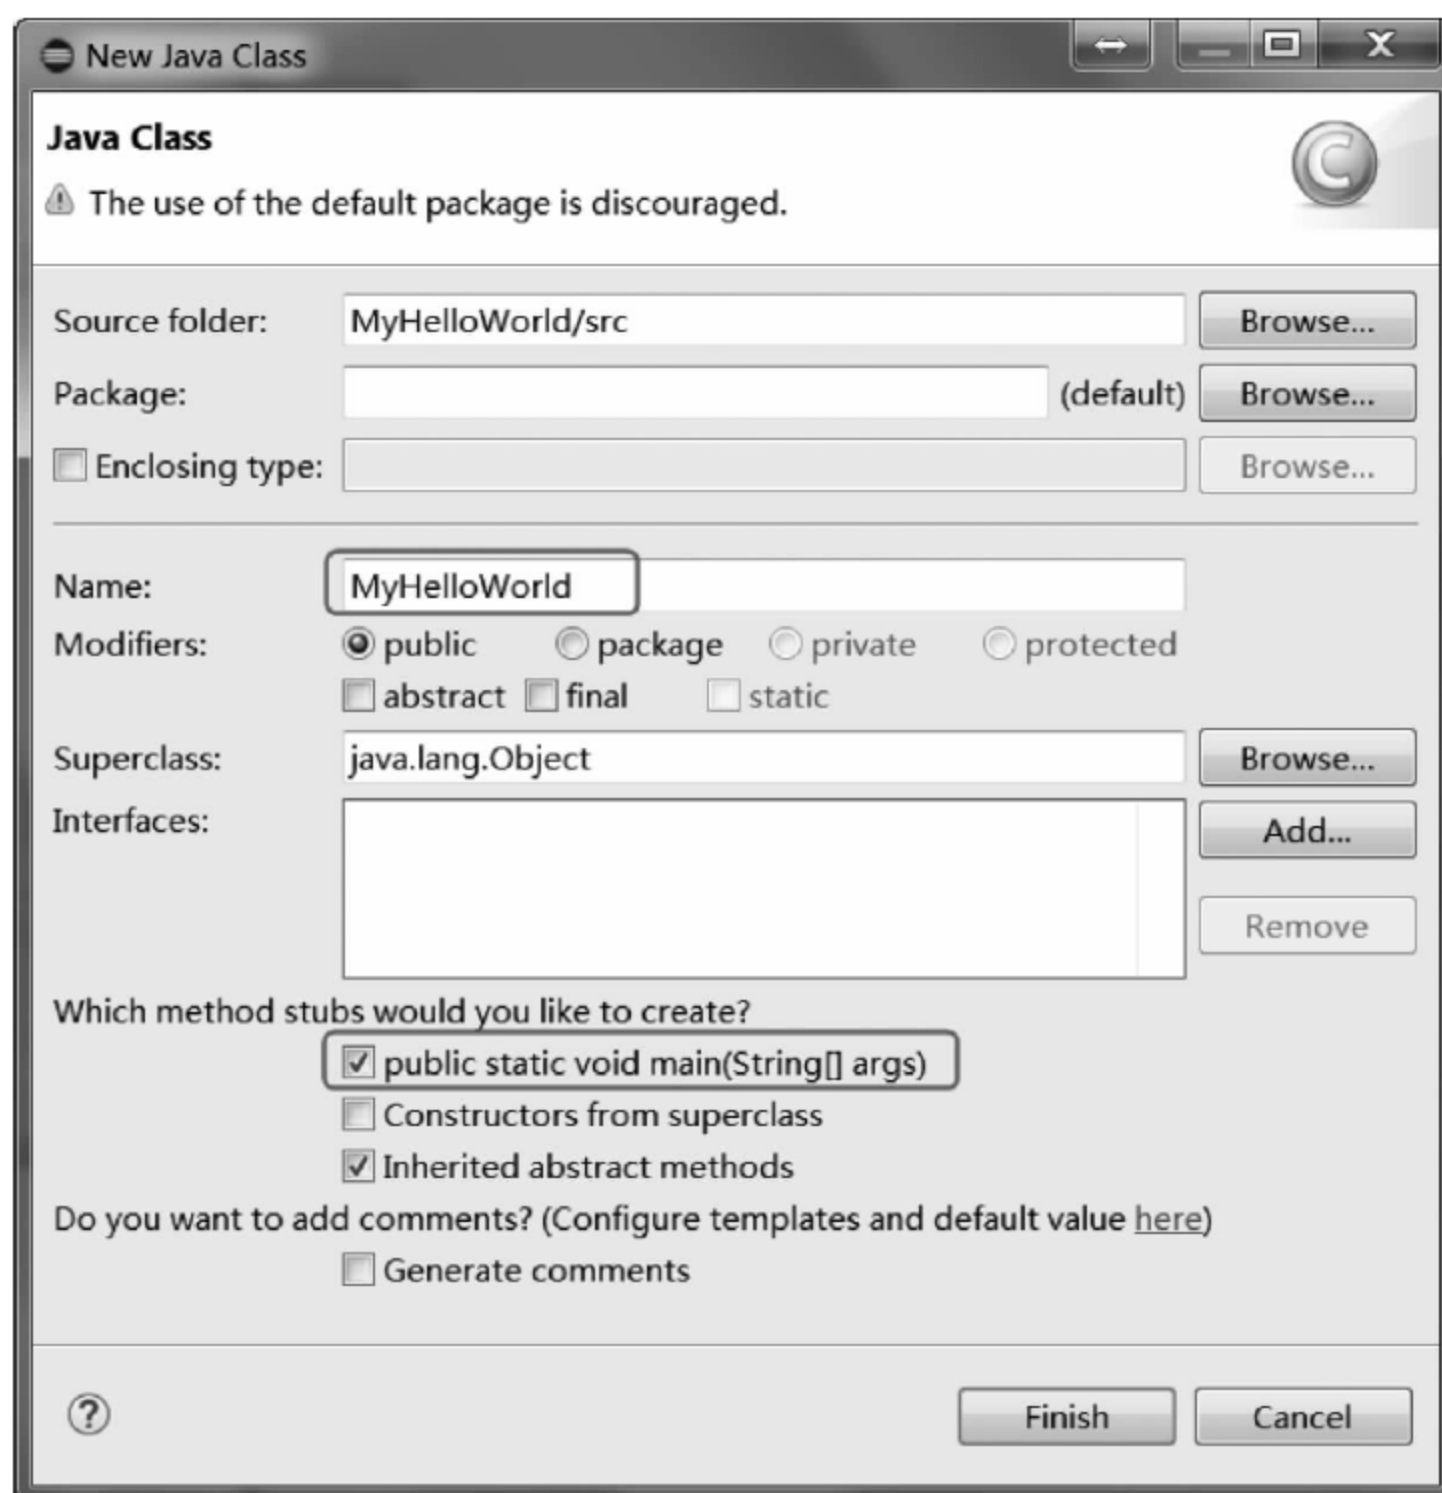 New Java Class
Java Class
The use of the default package is discouraged.
Source folder: MyHelloWorld/src Browse...
Package: (default) Browse...
Enclosing type: Browse...
Name: MyHelloWorld
Modifiers: public package private protected
abstract final static
Superclass: java.lang.Object Browse...
Interfaces: Add...
Remove
Which method stubs would you like to create?
public static void main(String[] args)
Constructors from superclass
Inherited abstract methods
Do you want to add comments? (Configure templates and default value here)
Generate comments
Finish Cancel